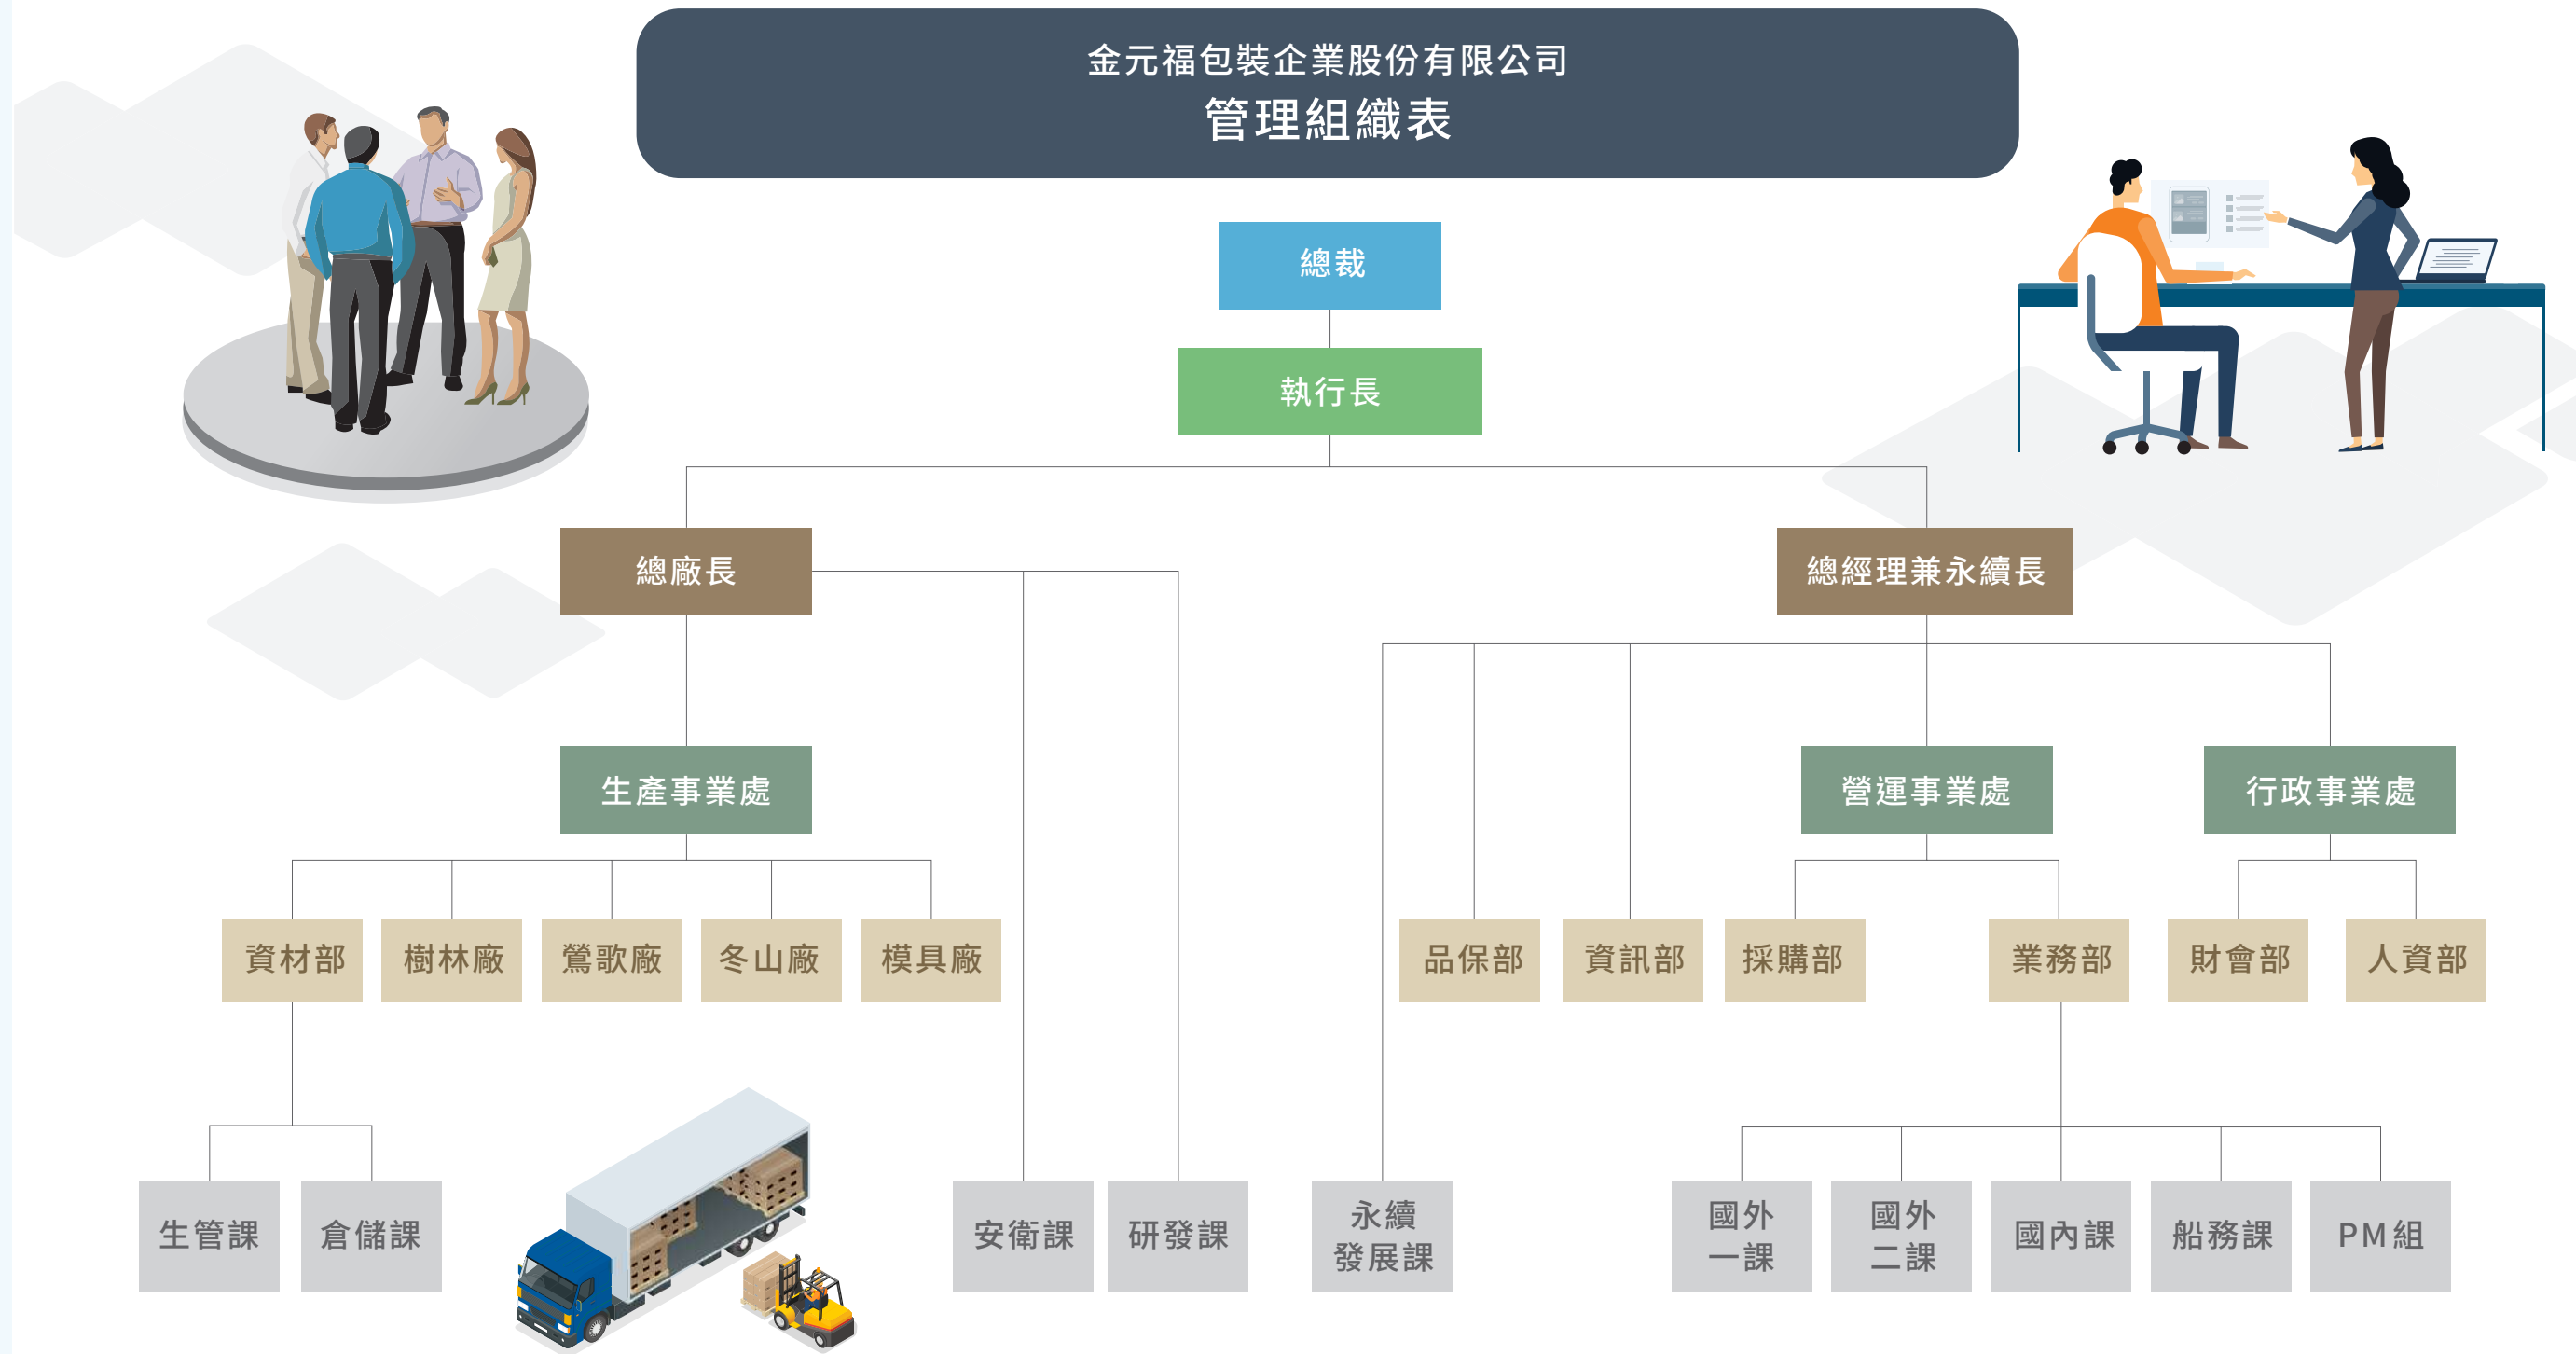 金元福包裝企業股份有限公司
管理組織表
總裁
執行長
總廠長
總經理兼永續長
生產事業處
營運事業處
行政事業處
資材部
樹林廠
鶯歌廠
冬山廠
模具廠
品保部
資訊部
採購部
業務部
財會部
人資部
生管課
倉儲課
安衛課
研發課
永續
發展課
國外
一課
國外
二課
國內課
船務課
PM組